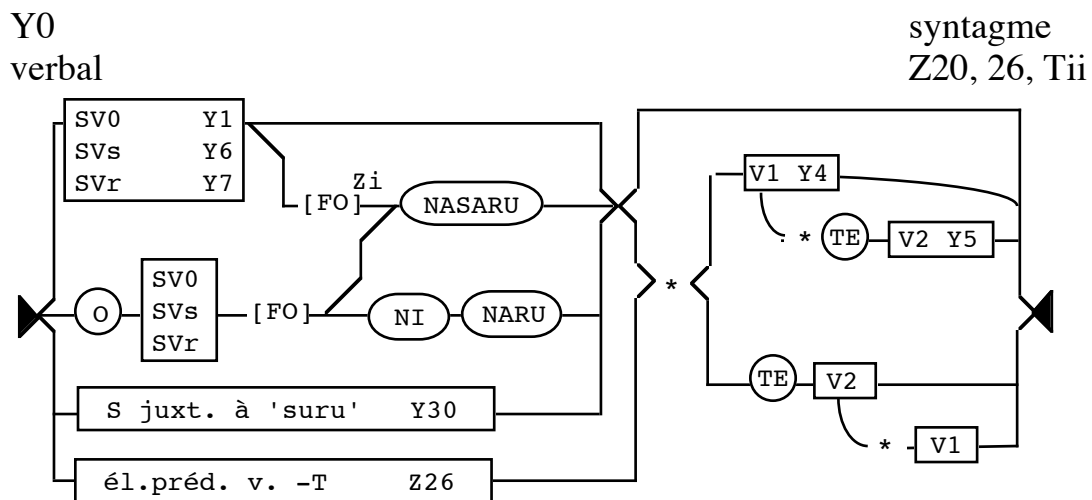 Y0 syntagme
verbal Z20, 26, Tii
SV0 Y1
SVs Y6
SVr Y7
V1 Y4
Zi
[FO] NASARU
* TE V2 Y5
SV0
SVs
SVr
O [FO] NI NARU
*
TE V2
S juxt. à 'suru' Y30
* V1
él.préd. v. -T Z26